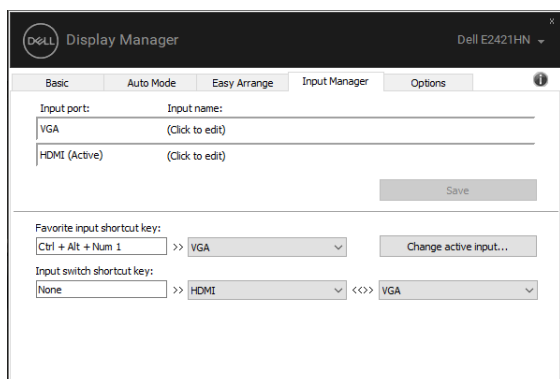 DELL Display Manager Dell E2421HN
x
Basic Auto Mode Easy Arrange Input Manager Options
Input port: Input name:
VGA (Click to edit)
HDMI (Active) (Click to edit)
Save
Favorite input shortcut key:
Ctrl + Alt + Num 1 >> VGA Change active input...
Input switch shortcut key:
None >> HDMI <<>> VGA